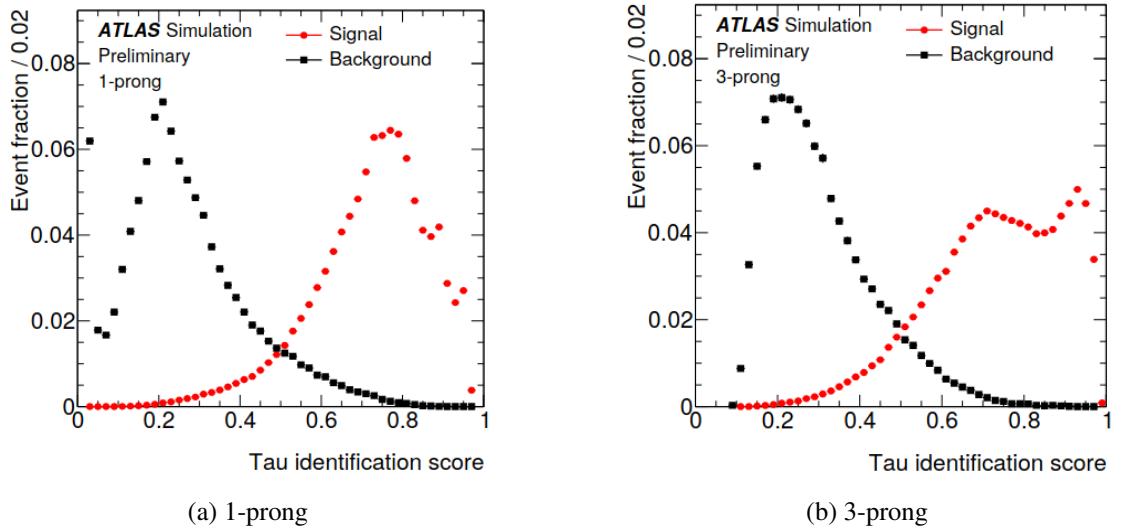 ATLAS Simulation
Preliminary
1-prong
Signal
Background
Event fraction / 0.02
0.08
0.06
0.04
0.02
0
0 0.2 0.4 0.6 0.8 1
Tau identification score
(a) 1-prong
ATLAS Simulation
Preliminary
3-prong
Signal
Background
Event fraction / 0.02
0.08
0.06
0.04
0.02
0
0 0.2 0.4 0.6 0.8 1
Tau identification score
(b) 3-prong